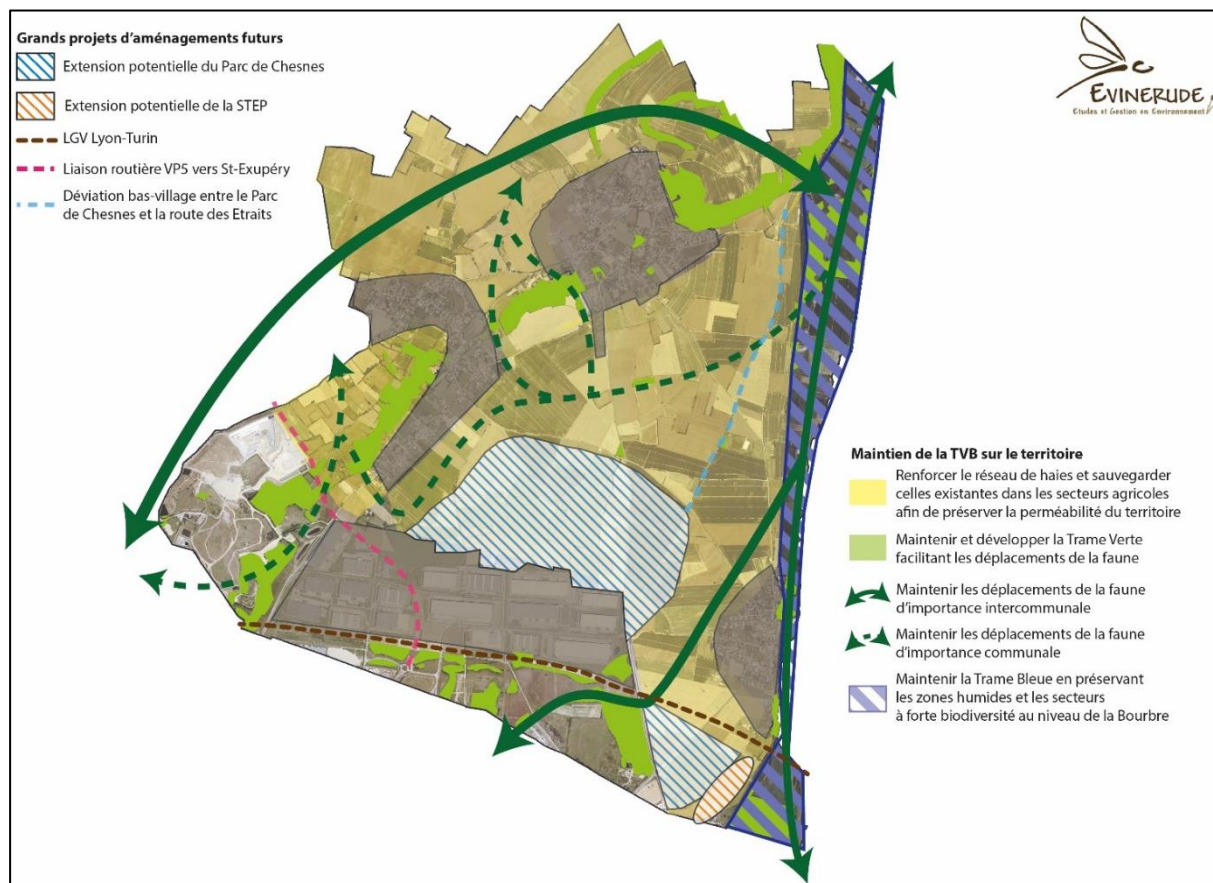 Grands projets d'aménagements futurs
Extension potentielle du Parc de Chesnes
Extension potentielle de la STEP
LGV Lyon-Turin
Liaison routière VP5 vers St-Exupéry
Déviation bas-village entre le Parc
de Chesnes et la route des Etraits
EVINERUDE
Etudes et Gestion en Environnement
Maintien de la TVB sur le territoire
Renforcer le réseau de haies et sauvegarder
celles existantes dans les secteurs agricoles
afin de préserver la perméabilité du territoire
Maintenir et développer la Trame Verte
facilitant les déplacements de la faune
Maintenir les déplacements de la faune
d'importance intercommunale
Maintenir les déplacements de la faune
d'importance communale
Maintenir la Trame Bleue en préservant
les zones humides et les secteurs
à forte biodiversité au niveau de la Bourbre